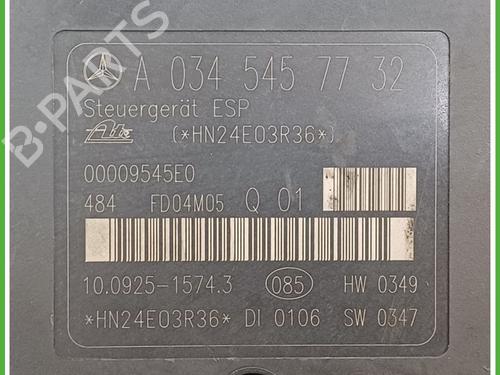 B-PARTS
A 034 545 77 32
Steuergerät ESP
Ate (*HN24E03R36*)
00009545E0
484 FD04M05 Q 01
10.0925-1574.3 085 HW 0349
*HN24E03R36* DI 0106 SW 0347